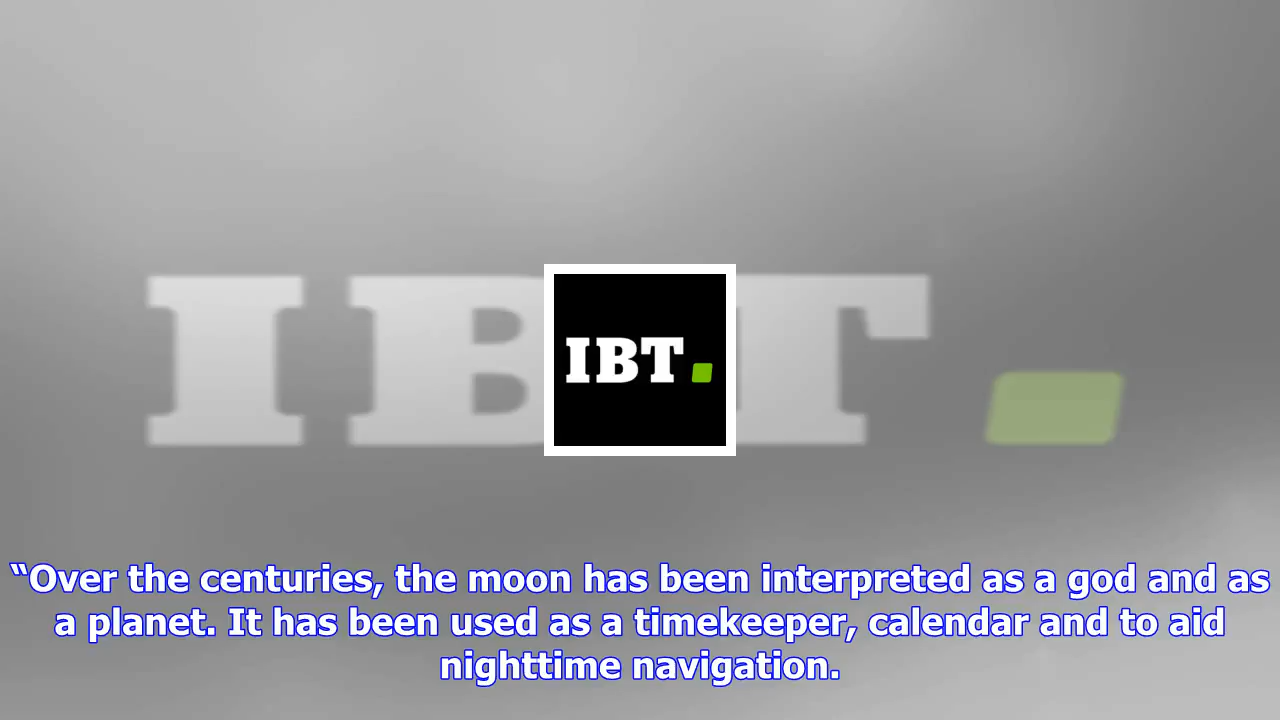 IBT.
IBT.
“Over the centuries, the moon has been interpreted as a god and as
a planet. It has been used as a timekeeper, calendar and to aid
nighttime navigation.